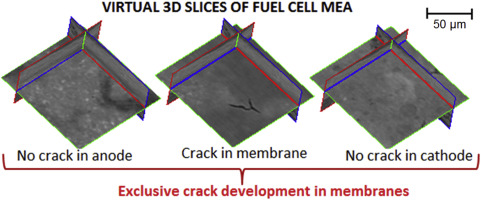 VIRTUAL 3D SLICES OF FUEL CELL MEA
50 µm
No crack in anode
Crack in membrane
No crack in cathode
Exclusive crack development in membranes